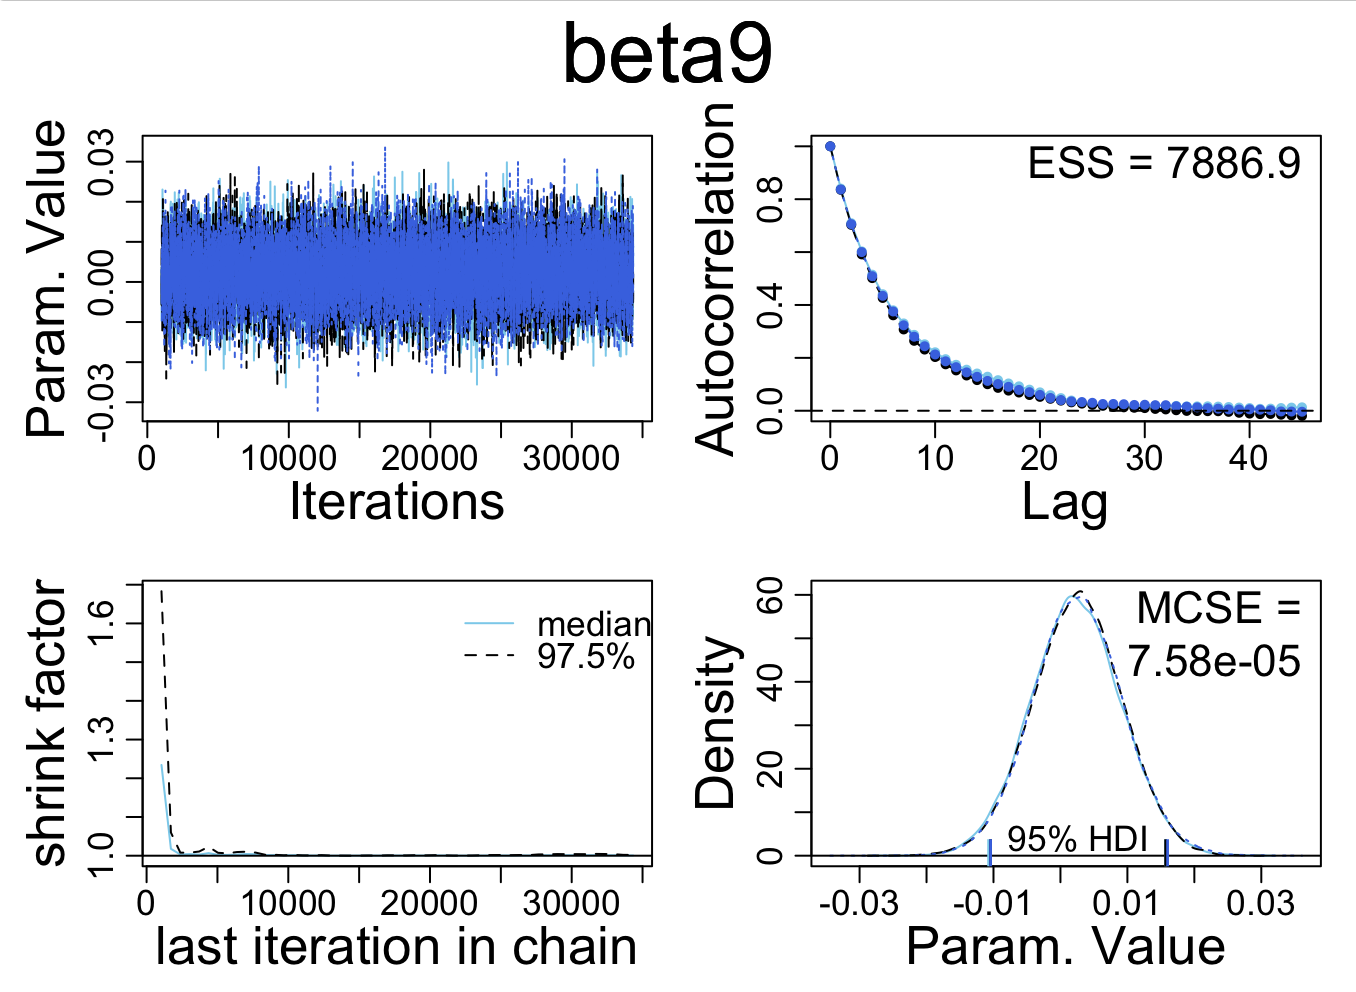 beta9
Param. Value
-0.03 0.00 0.03
0 10000 20000 30000
Iterations
Autocorrelation
0.0 0.4 0.8
ESS = 7886.9
0 10 20 30 40
Lag
shrink factor
1.0 1.3 1.6
median
97.5%
0 10000 20000 30000
last iteration in chain
Density
0 20 40 60
MCSE =
7.58e-05
95% HDI
-0.03 -0.01 0.01 0.03
Param. Value